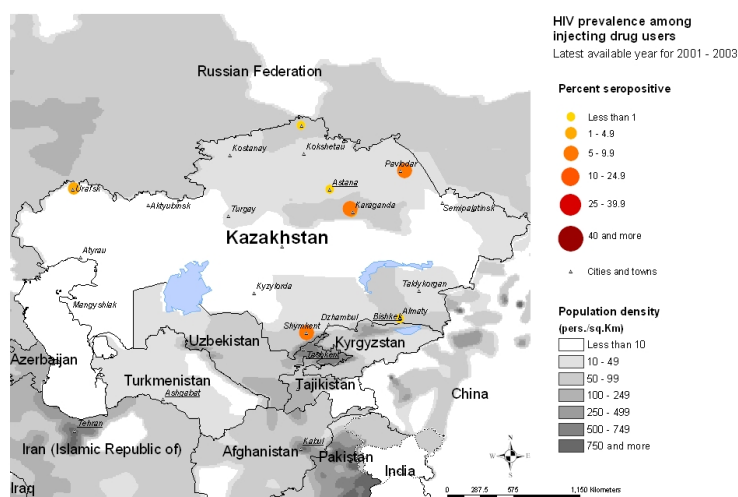 HIV prevalence among
injecting drug users
Latest available year for 2001 - 2003
Percent seropositive
Less than 1
1 - 4.9
5 - 9.9
10 - 24.9
25 - 39.9
40 and more
Cities and towns
Population density
(pers./sq.Km)
Less than 10
10 - 49
50 - 99
100 - 249
250 - 499
500 - 749
750 and more
Russian Federation
Kostanay
Kokshetau
Pavlodar
Uralsk
Astana
Aktyubinsk
Turgay
Karaganda
Semipalatinsk
Kazakhstan
Atyrau
Mangyshlak
Kyzylorda
Taldykorgan
Dzhambul
Bishkek
Almaty
Shymkent
Uzbekistan
Kyrgyzstan
Tashkent
Azerbaijan
Turkmenistan
Tajikistan
China
Ashgabat
Tehran
Iran (Islamic Republic of)
Afghanistan
Kabul
Pakistan
India
Iraq
N
W
E
S
0 287.5 575 1,150 Kilometers